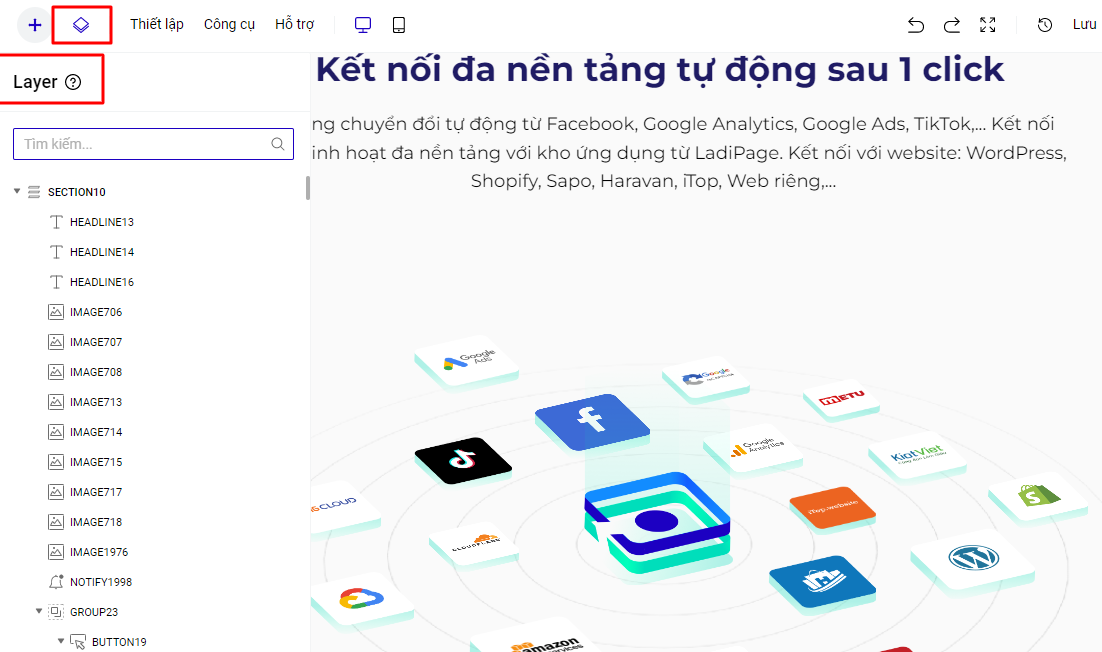 Thiết lập
Công cụ
Hỗ trợ
Lưu
Layer
Tìm kiếm...
SECTION10
HEADLINE13
HEADLINE14
HEADLINE16
IMAGE706
IMAGE707
IMAGE708
IMAGE713
IMAGE714
IMAGE715
IMAGE717
IMAGE718
IMAGE1976
NOTIFY1998
GROUP23
BUTTON19
Kết nối đa nền tảng tự động sau 1 click
ng chuyển đổi tự động từ Facebook, Google Analytics, Google Ads, TikTok,... Kết nối
inh hoạt đa nền tảng với kho ứng dụng từ LadiPage. Kết nối với website: WordPress,
Shopify, Sapo, Haravan, iTop, Web riêng,...
Google
Ads
Google
METU
Google
Analytics
KiotViet
CLOUD
iTop.website
CLOUDFLARE
amazon